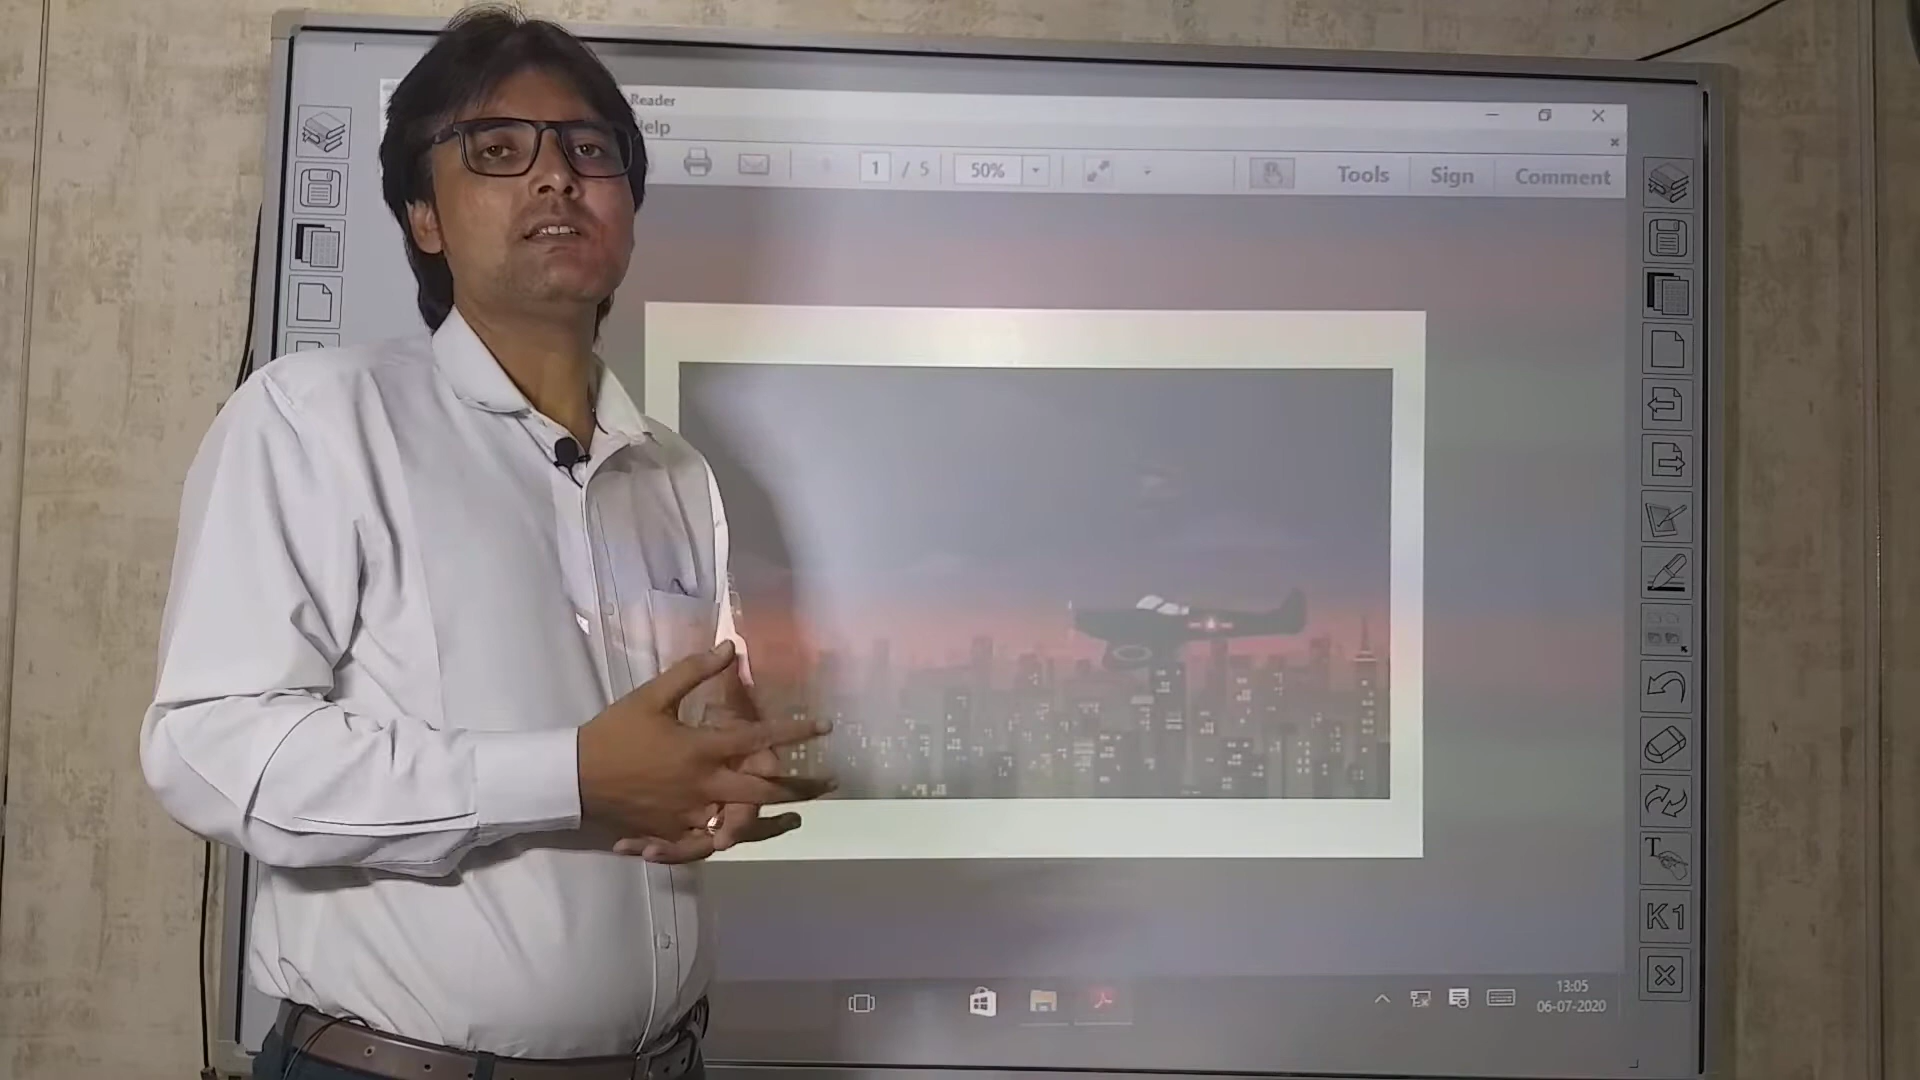 Reader
Help
1 / 5
50%
Tools
Sign
Comment
T
K1
13:05
06-07-2020